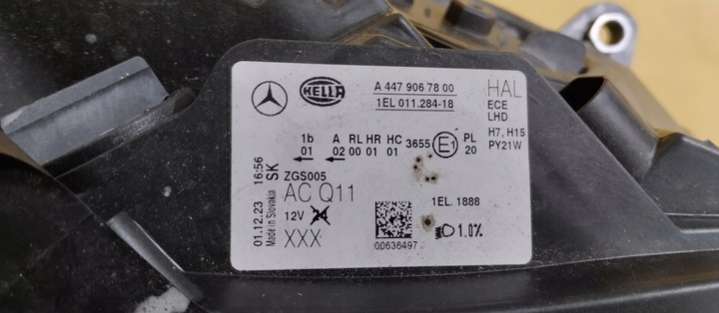 HELLA
A 447 906 78 00
1EL 011.284-18
HAL
ECE
LHD
H7, H15
PY21W
1b A RL HR HC
01 02 00 01 01
3655 E1 PL
20
ZGS005
AC Q11
12V
XXX
1EL. 1888
1.0%
00636497
01.12.23 16:56
Made in Slovakia SK